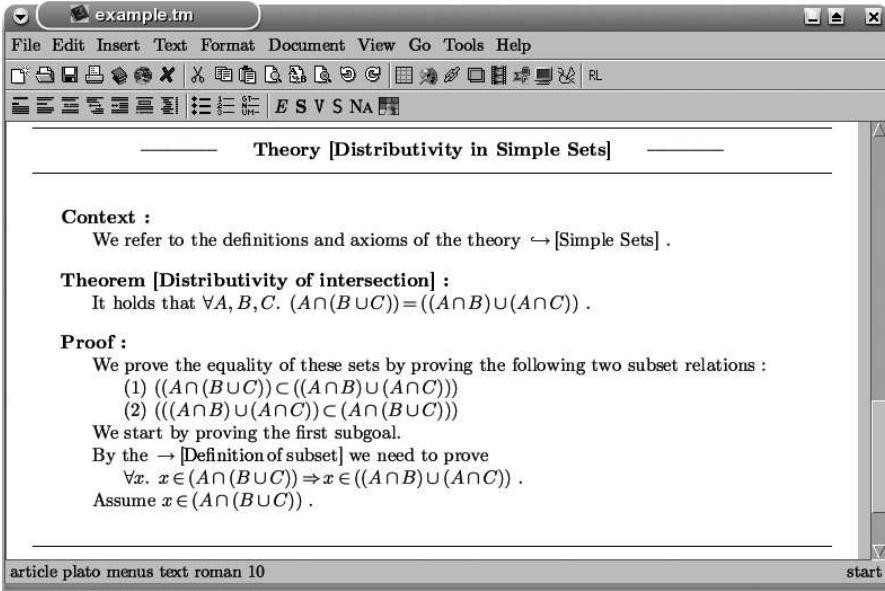 example.tm
File Edit Insert Text Format Document View Go Tools Help
RL
E S V S NA
Theory [Distributivity in Simple Sets]
Context :
We refer to the definitions and axioms of the theory ↪ [Simple Sets] .
Theorem [Distributivity of intersection] :
It holds that ∀A, B, C. (A∩(B∪C))=((A∩B)∪(A∩C)) .
Proof :
We prove the equality of these sets by proving the following two subset relations :
(1) ((A∩(B∪C))⊂((A∩B)∪(A∩C)))
(2) (((A∩B)∪(A∩C))⊂(A∩(B∪C)))
We start by proving the first subgoal.
By the → [Definition of subset] we need to prove
∀x. x∈(A∩(B∪C))⇒x∈((A∩B)∪(A∩C)) .
Assume x∈(A∩(B∪C)) .
article plato menus text roman 10 start